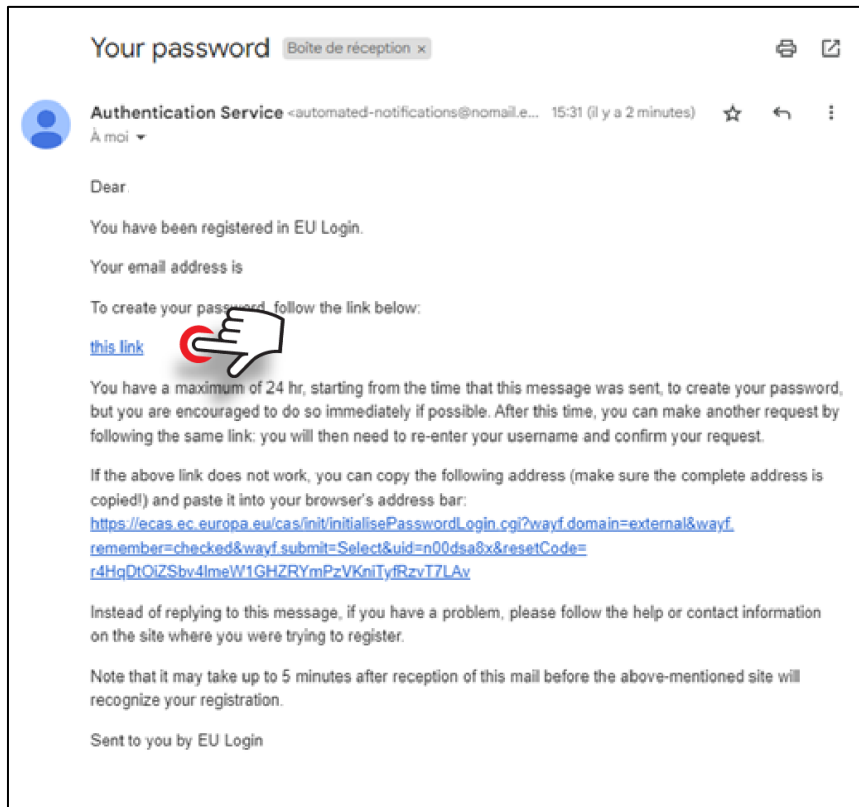 Your password Boîte de réception ×
Authentication Service <automated-notifications@nomail.e... 15:31 (il y a 2 minutes)
À moi
Dear
You have been registered in EU Login.
Your email address is
To create your password, follow the link below:
this link
You have a maximum of 24 hr, starting from the time that this message was sent, to create your password,
but you are encouraged to do so immediately if possible. After this time, you can make another request by
following the same link: you will then need to re-enter your username and confirm your request.
If the above link does not work, you can copy the following address (make sure the complete address is
copied!) and paste it into your browser's address bar:
https://ecas.ec.europa.eu/cas/init/initialisePasswordLogin.cgi?wayf.domain=external&wayf.
remember=checked&wayf.submit=Select&uid=n00dsa8x&resetCode=
r4HqDtOiZSbv4lmeW1GHZRYmPzVKniTyfRzvT7LAv
Instead of replying to this message, if you have a problem, please follow the help or contact information
on the site where you were trying to register.
Note that it may take up to 5 minutes after reception of this mail before the above-mentioned site will
recognize your registration.
Sent to you by EU Login